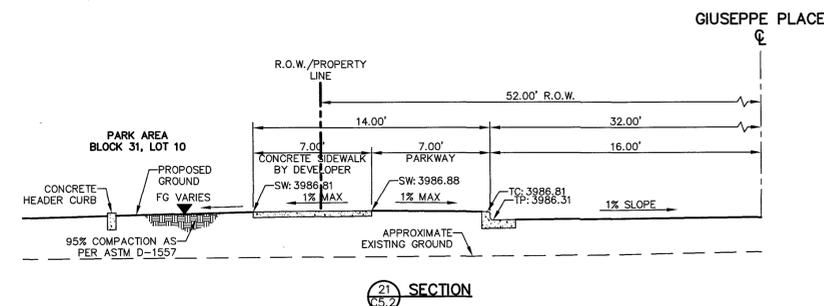 GIUSEPPE PLACE
℄
R.O.W./PROPERTY
LINE
52.00' R.O.W.
14.00'
32.00'
PARK AREA
BLOCK 31, LOT 10
7.00'
7.00'
16.00'
CONCRETE SIDEWALK
BY DEVELOPER
PARKWAY
PROPOSED
GROUND
CONCRETE
HEADER CURB
FG VARIES
SW: 3986.81
SW: 3986.88
TC: 3986.81
TP: 3986.31
1% MAX
1% MAX
1% SLOPE
95% COMPACTION AS
PER ASTM D-1557
APPROXIMATE
EXISTING GROUND
21
C5.2
SECTION